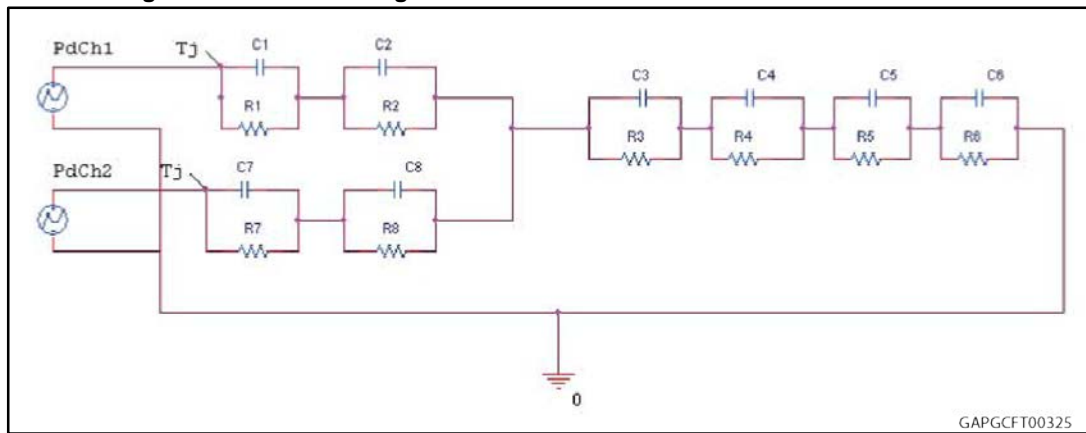 PdCh1
Tj
C1
C2
R1
R2
C3
C4
C5
C6
R3
R4
R5
R6
PdCh2
Tj
C7
C8
R7
R8
0
GAPGCFT00325